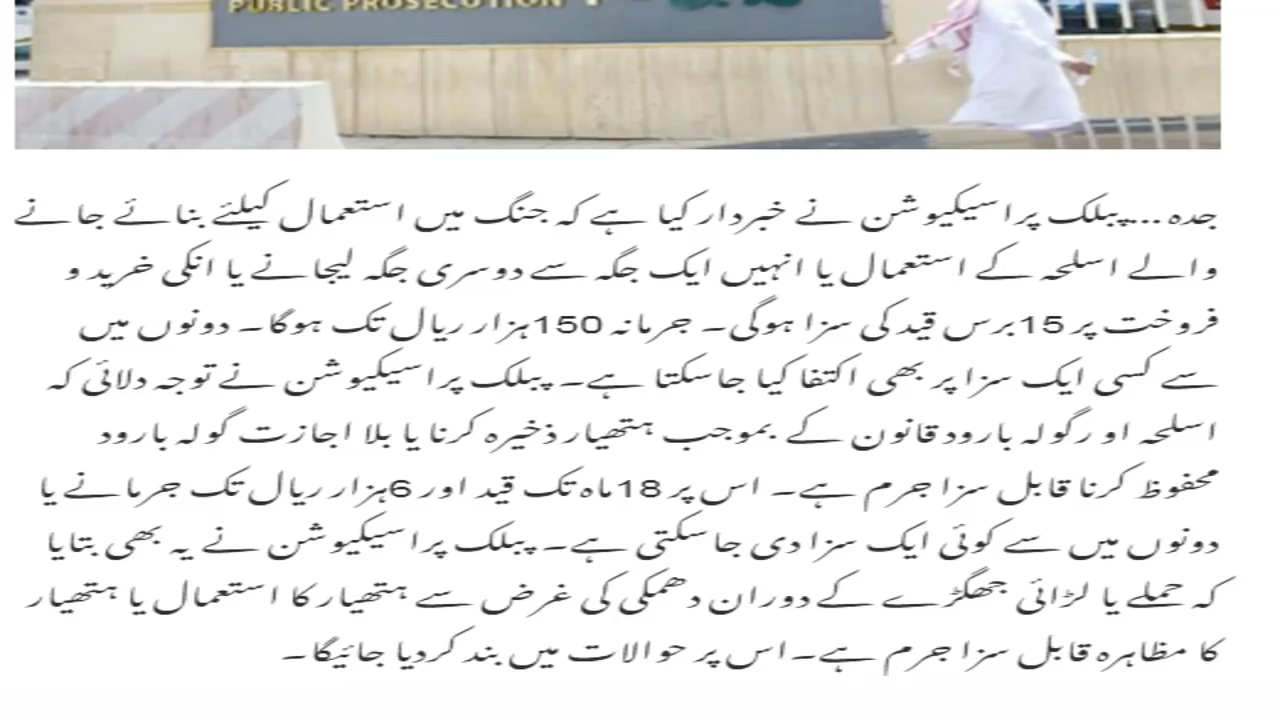 PUBLIC PROSECUTION
جدہ ...پبلک پراسیکیوشن نے خبردار کیا ہے کہ جنگ میں استعمال کیلئے بنائے جانے
والے اسلحہ کے استعمال یا انہیں ایک جگہ سے دوسری جگہ لیجانے یا انکی خرید و
فروخت پر 15برس قید کی سزا ہوگی۔ جرمانہ 150ہزار ریال تک ہوگا۔ دونوں میں
سے کسی ایک سزا پر بھی اکتفا کیا جاسکتا ہے۔ پبلک پراسیکیوشن نے توجہ دلائی کہ
اسلحہ او رگولہ بارود قانون کے بموجب ہتھیار ذخیرہ کرنا یا بلا اجازت گولہ بارود
محفوظ کرنا قابل سزا جرم ہے۔ اس پر 18ماہ تک قید اور 6ہزار ریال تک جرمانے یا
دونوں میں سے کوئی ایک سزا دی جاسکتی ہے۔ پبلک پراسیکیوشن نے یہ بھی بتایا
کہ حملے یا لڑائی جھگڑے کے دوران دھمکی کی غرض سے ہتھیار کا استعمال یا ہتھیار
کا مظاہرہ قابل سزا جرم ہے۔اس پر حوالات میں بند کردیا جائیگا۔